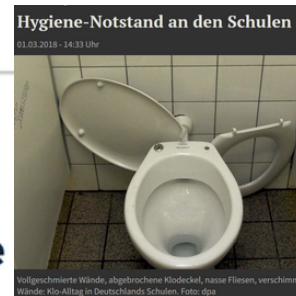 Hygiene-Notstand an den Schulen
01.03.2018 - 14:33 Uhr
e
Vollgeschmierte Wände, abgebrochene Klodeckel, nasse Fliesen,
Wände: Klo-Alltag in Deutschlands Schulen. Foto: dpa